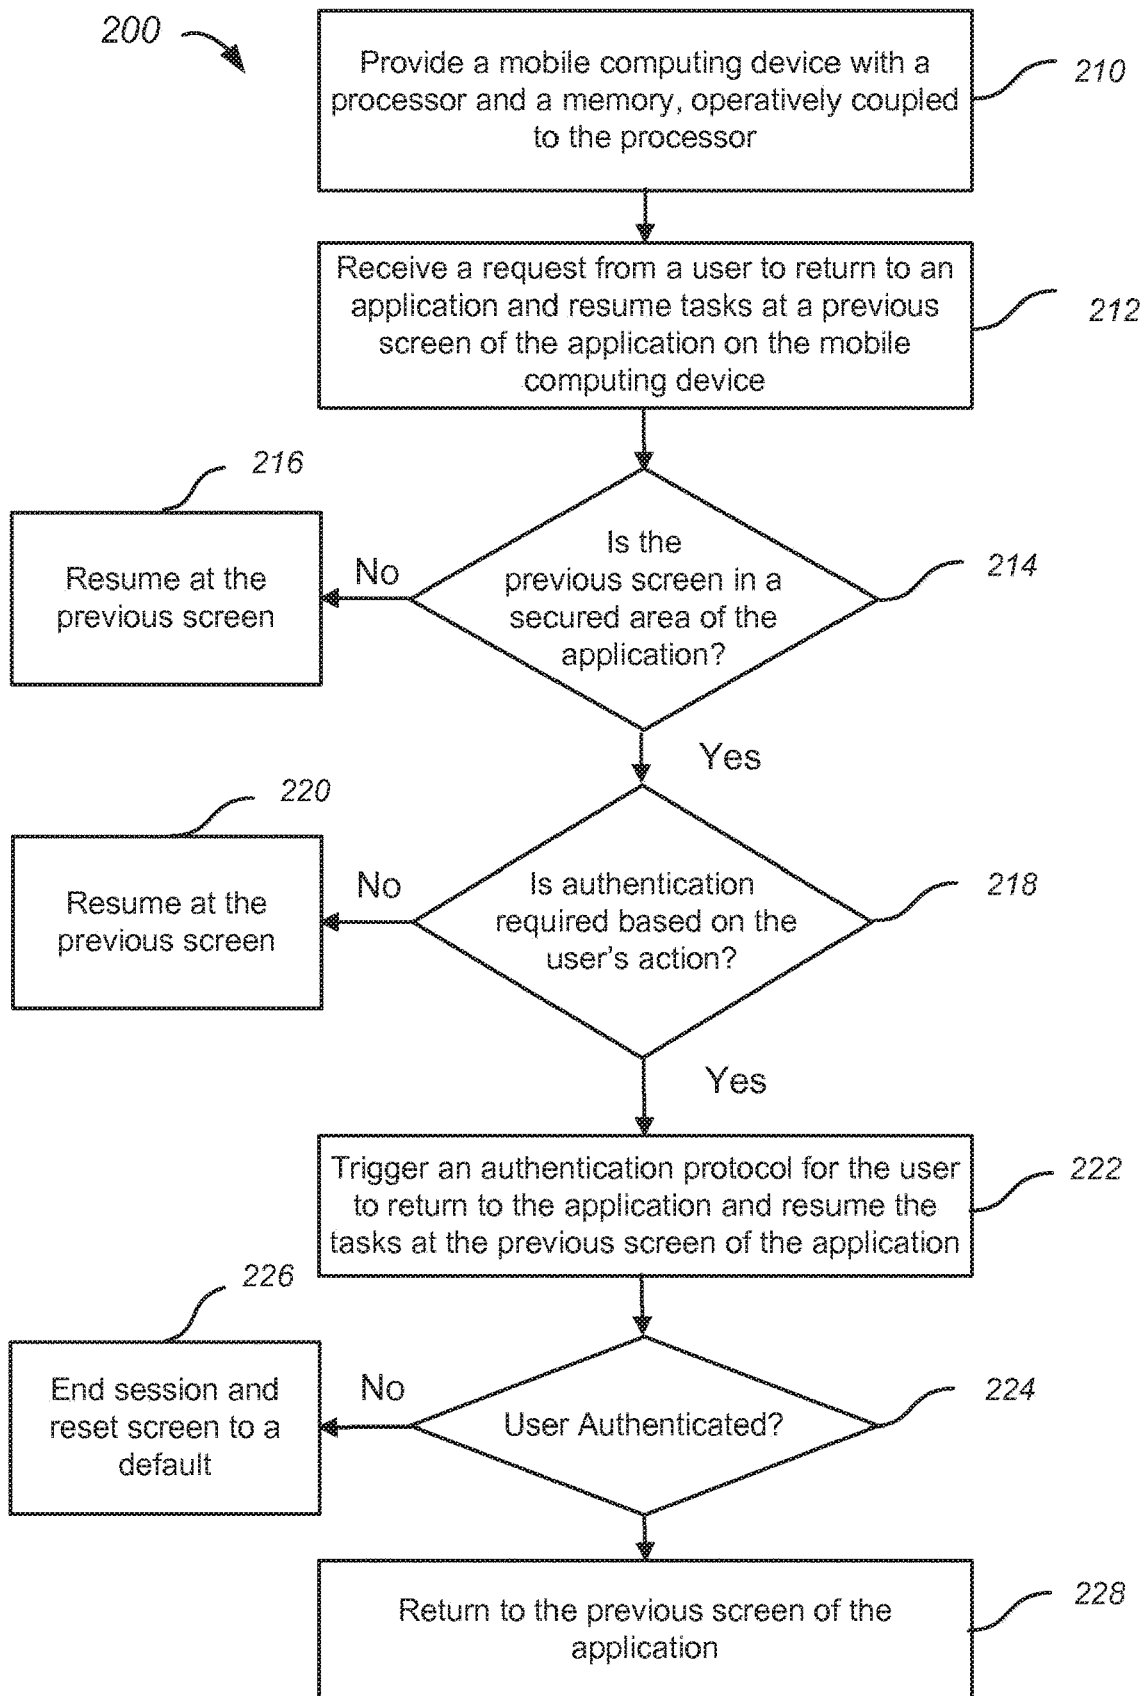 200
Provide a mobile computing device with a
processor and a memory, operatively coupled
to the processor
210
Receive a request from a user to return to an
application and resume tasks at a previous
screen of the application on the mobile
computing device
212
216
Resume at the
previous screen
No
Is the
previous screen in a
secured area of the
application?
214
Yes
220
Resume at the
previous screen
No
Is authentication
required based on the
user's action?
218
Yes
Trigger an authentication protocol for the user
to return to the application and resume the
tasks at the previous screen of the application
222
226
End session and
reset screen to a
default
No
User Authenticated?
224
Return to the previous screen of the
application
228